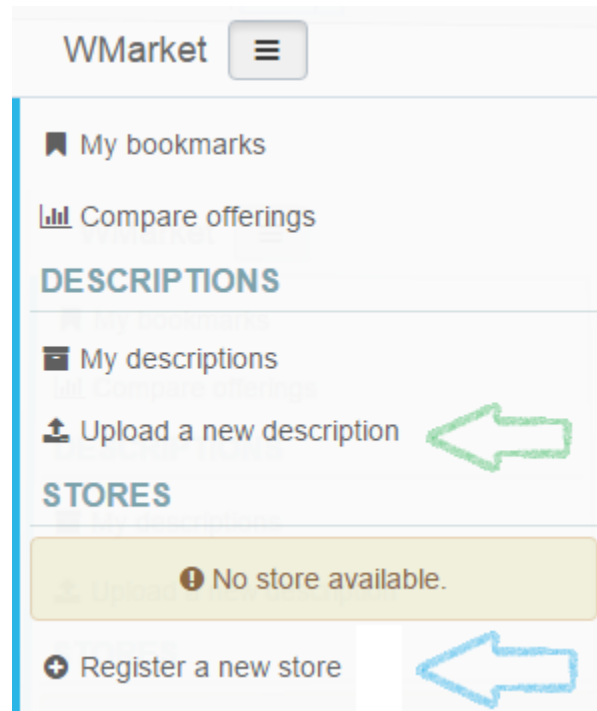 WMarket
My bookmarks
Compare offerings
DESCRIPTIONS
My descriptions
Upload a new description
STORES
No store available.
Register a new store